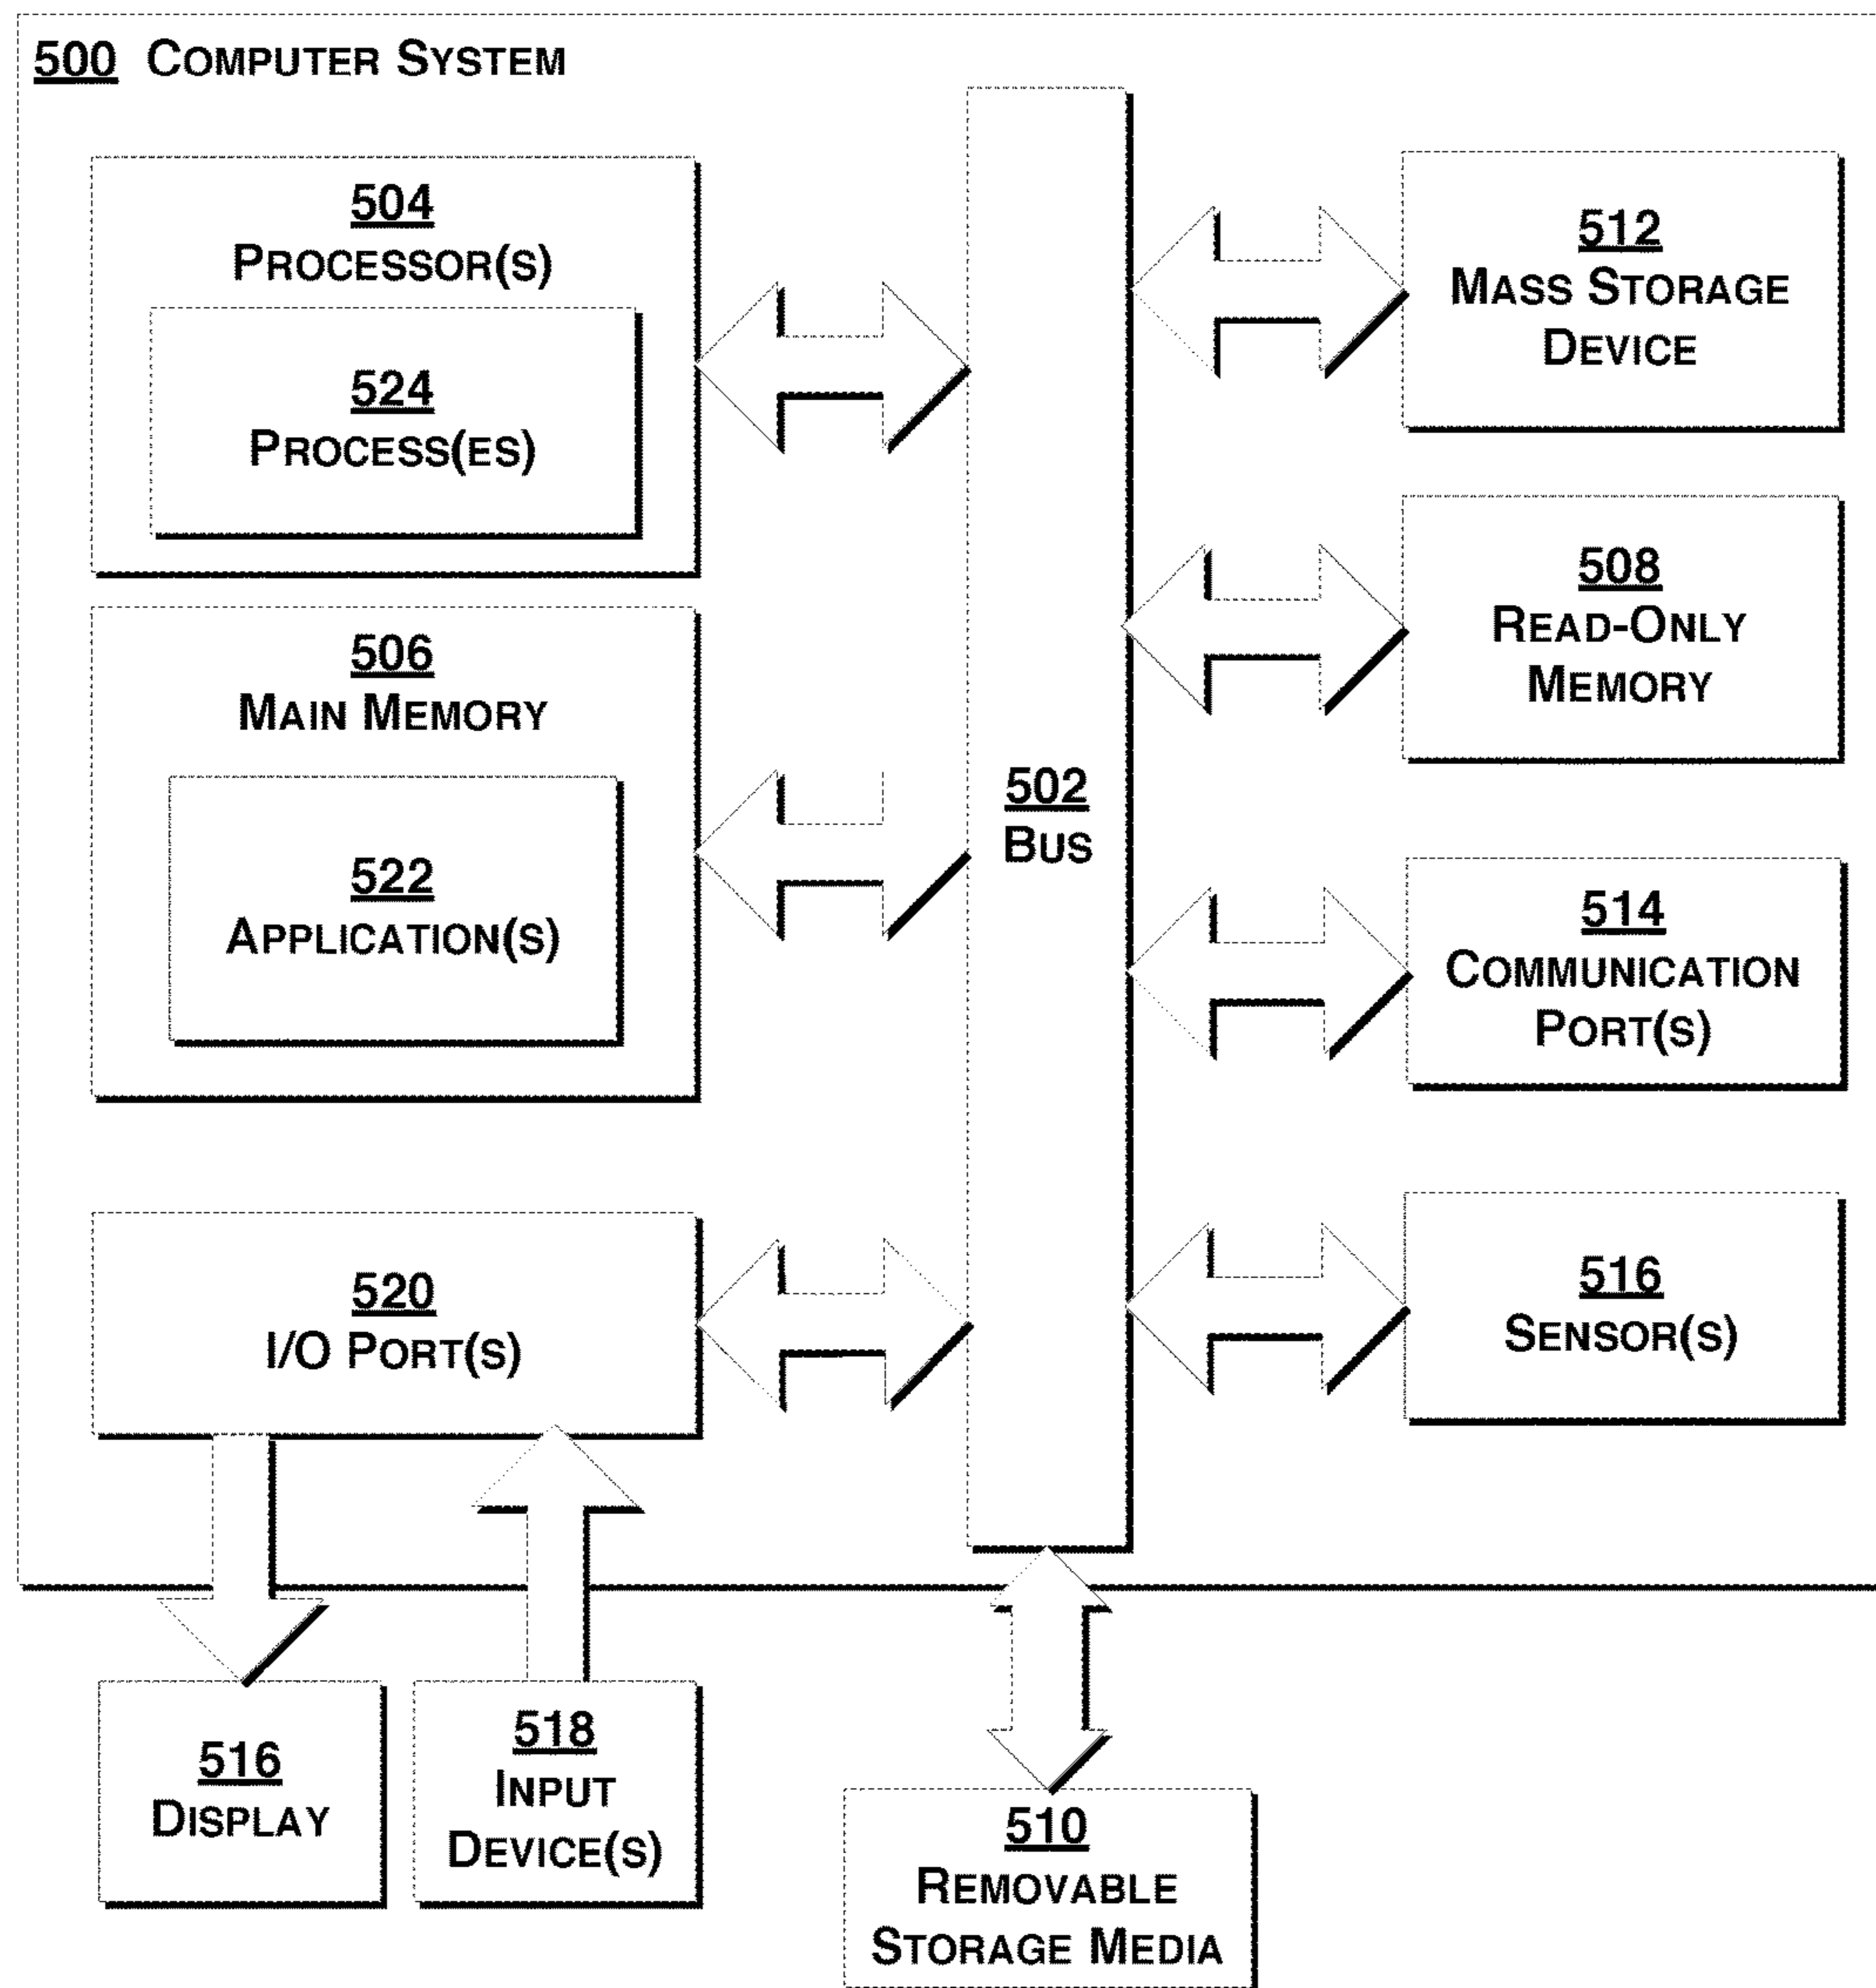 500 COMPUTER SYSTEM
504
PROCESSOR(S)
524
PROCESS(ES)
506
MAIN MEMORY
522
APPLICATION(S)
520
I/O PORT(S)
502
BUS
512
MASS STORAGE
DEVICE
508
READ-ONLY
MEMORY
514
COMMUNICATION
PORT(S)
516
SENSOR(S)
516
DISPLAY
518
INPUT
DEVICE(S)
510
REMOVABLE
STORAGE MEDIA